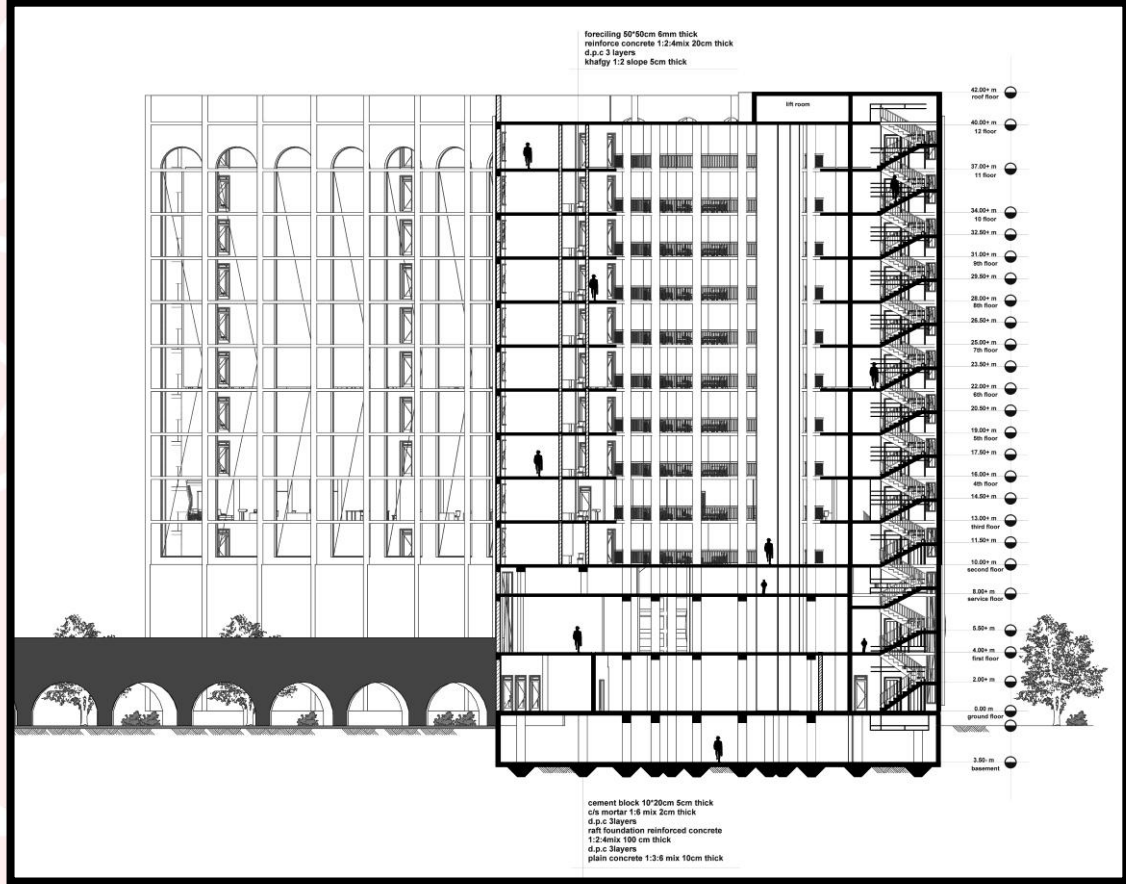 foreciling 50*50cm 6mm thick
reinforce concrete 1:2:4mix 20cm thick
d.p.c 3 layers
khafgy 1:2 slope 5cm thick
lift room
42.00+ m
roof floor
40.00+ m
12 floor
37.00+ m
11 floor
34.00+ m
10 floor
32.50+ m
31.00+ m
9th floor
29.50+ m
28.00+ m
8th floor
26.50+ m
25.00+ m
7th floor
23.50+ m
22.00+ m
6th floor
20.50+ m
19.00+ m
5th floor
17.50+ m
16.00+ m
4th floor
14.50+ m
13.00+ m
third floor
11.50+ m
10.00+ m
second floor
8.00+ m
service floor
5.50+ m
4.00+ m
first floor
2.00+ m
0.00 m
ground floor
3.50- m
basement
cement block 10*20cm 5cm thick
c/s mortar 1:6 mix 2cm thick
d.p.c 3layers
raft foundation reinforced concrete
1:2:4mix 100 cm thick
d.p.c 3layers
plain concrete 1:3:6 mix 10cm thick